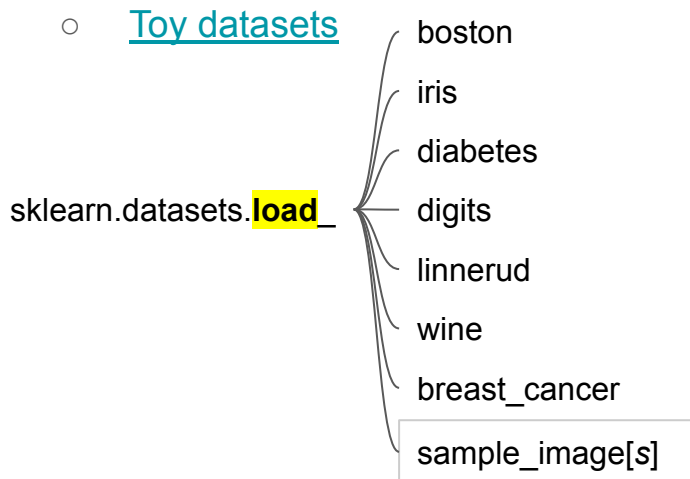 ○ Toy datasets
boston
iris
diabetes
sklearn.datasets.load_
digits
linnerud
wine
breast_cancer
sample_image[s]